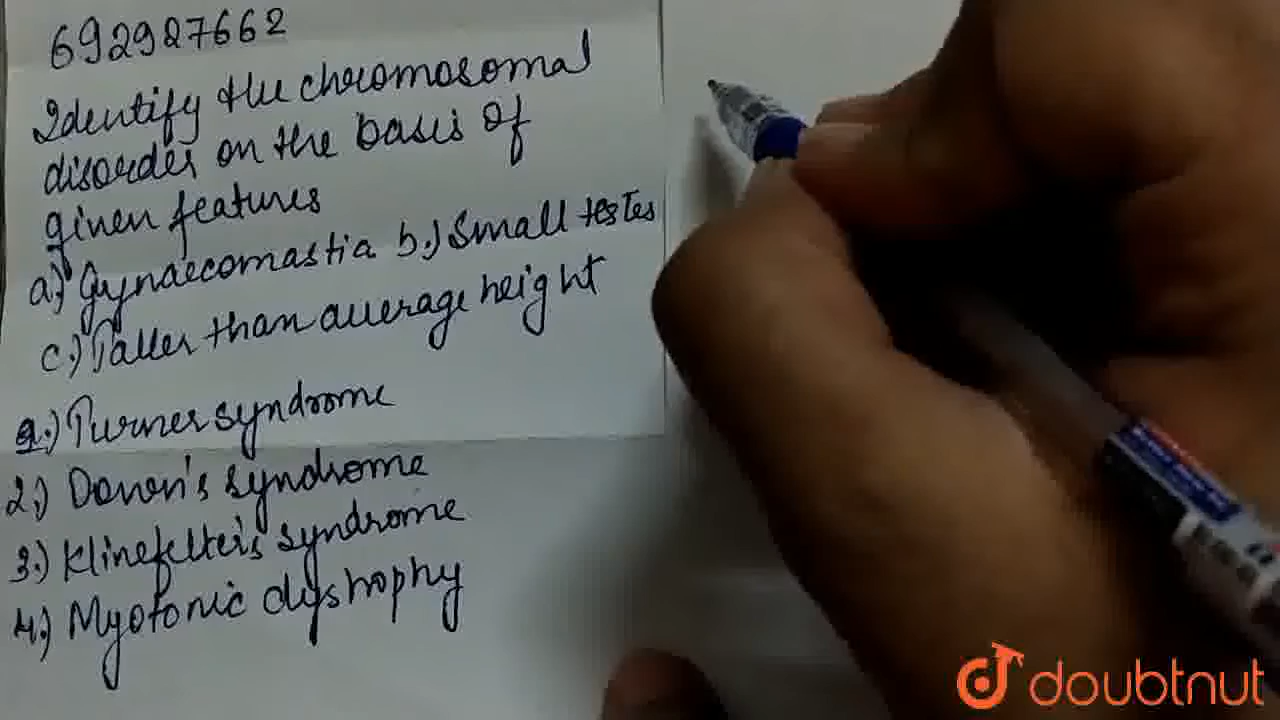 692927662
Identify the chromosomal
disorder on the basis of
given features
a.) Gynaecomastia b.) Small testes
c.) Taller than average height
1.) Turner syndrome
2.) Down's syndrome
3.) Klinefelter's syndrome
4.) Myotonic dystrophy
doubtnut